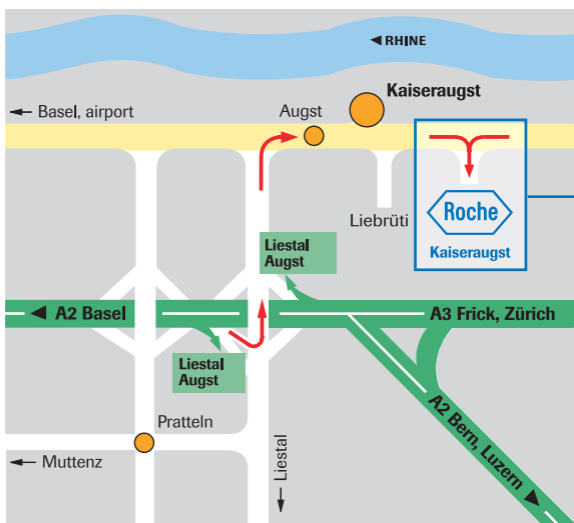 RHINE
Kaiseraugst
Basel, airport
Augst
Liebrüti
Roche
Kaiseraugst
Liestal
Augst
A2 Basel
A3 Frick, Zürich
Liestal
Augst
A2 Bern, Luzern
Pratteln
Muttenz
Liestal